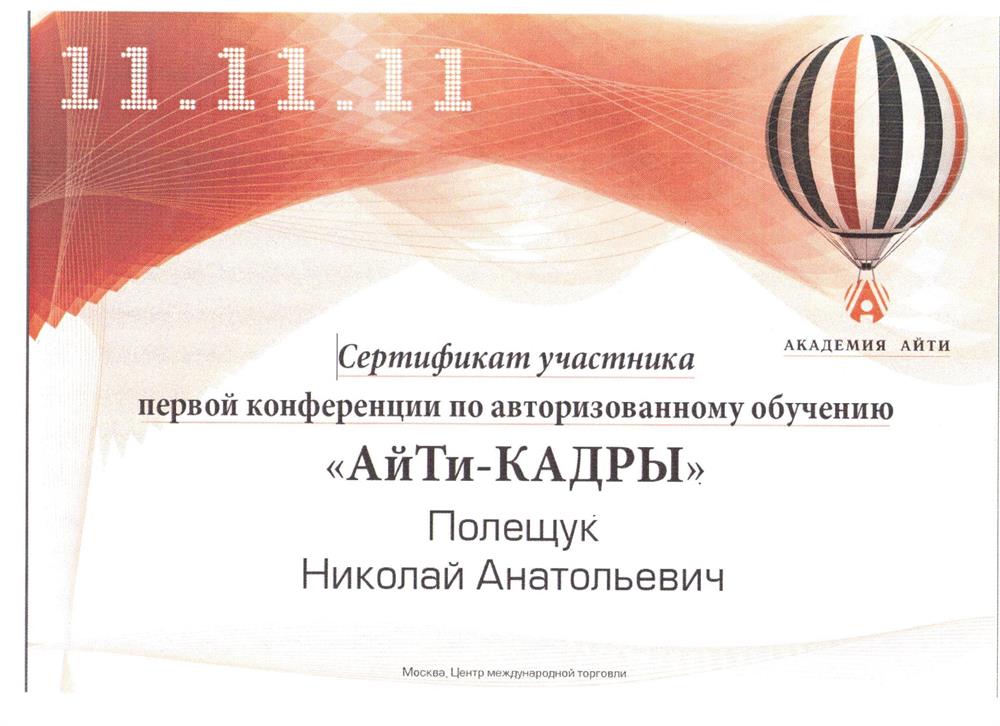 11.11.11
АКАДЕМИЯ АЙТИ
Сертификат участника
первой конференции по авторизованному обучению
«АйТи-КАДРЫ»
Полещук
Николай Анатольевич
Москва, Центр международной торговли